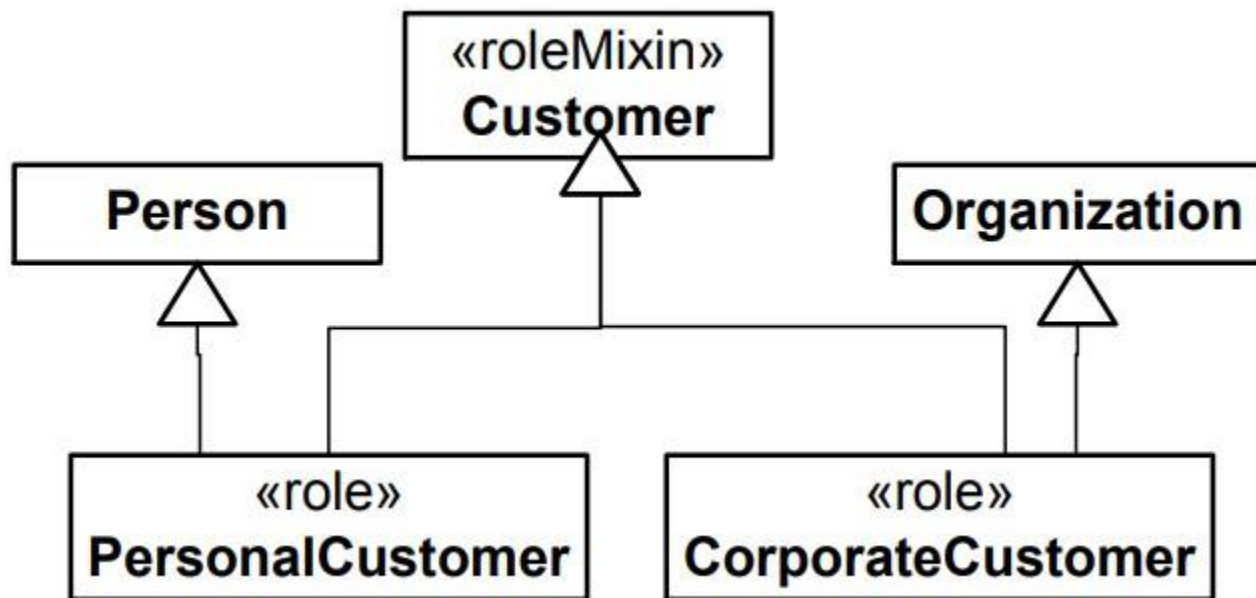 «roleMixin»
Customer
Person
Organization
«role»
PersonalCustomer
«role»
CorporateCustomer